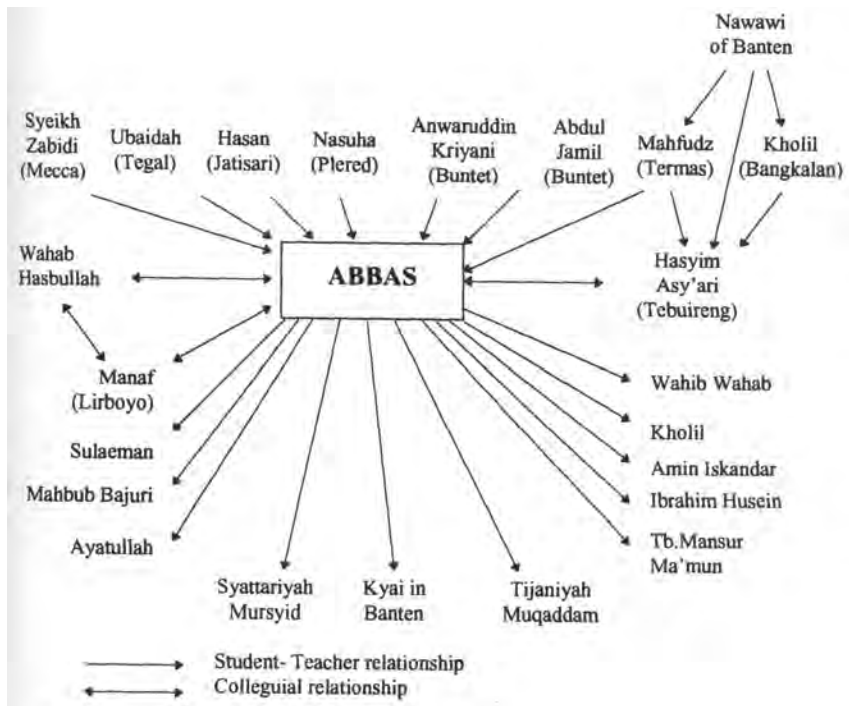 Nawawi
of Banten
Syeikh
Zabidi
(Mecca)
Ubaidah
(Tegal)
Hasan
(Jatisari)
Nasuha
(Plered)
Anwaruddin
Kriyani
(Buntet)
Abdul
Jamil
(Buntet)
Mahfudz
(Termas)
Kholil
(Bangkalan)
Wahab
Hasbullah
ABBAS
Hasyim
Asy'ari
(Tebuireng)
Manaf
(Lirboyo)
Wahib Wahab
Sulaeman
Kholil
Mahbub Bajuri
Amin Iskandar
Ibrahim Husein
Ayatullah
Tb.Mansur
Ma'mun
Syattariyah
Mursyid
Kyai in
Banten
Tijaniyah
Muqaddam
Student- Teacher relationship
Colleguial relationship